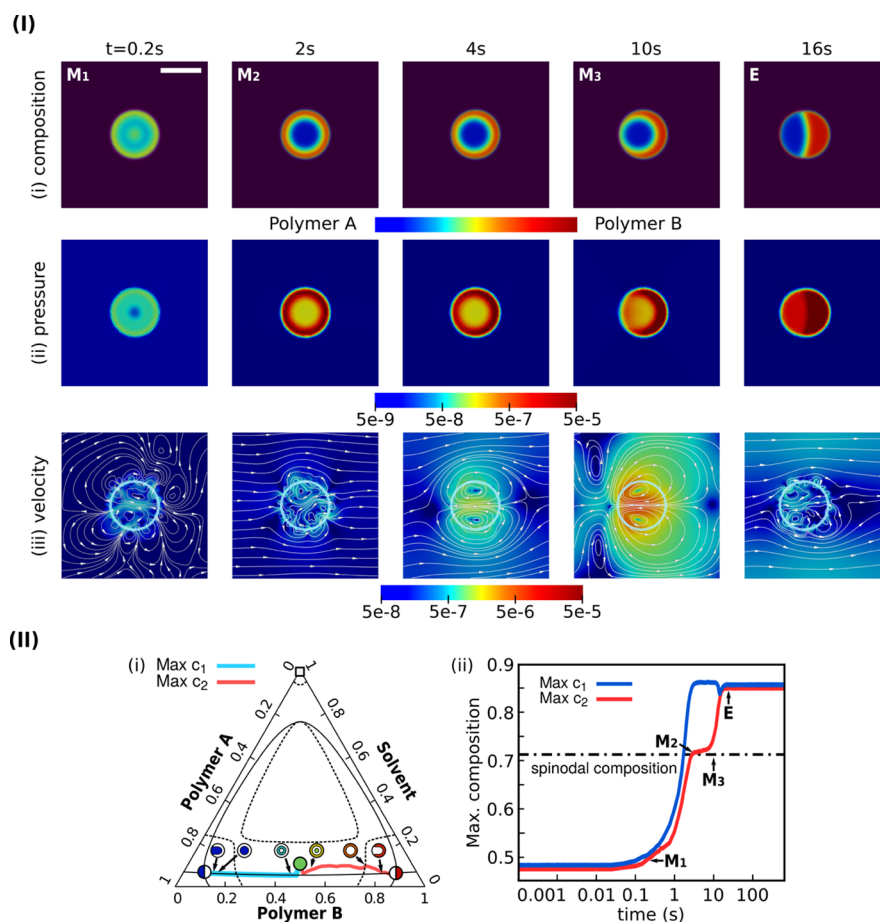 (I)
t=0.2s 2s 4s 10s 16s
M1 M2 M3 E
(i) composition
Polymer A Polymer B
(ii) pressure
5e-9 5e-8 5e-7 5e-5
(iii) velocity
5e-8 5e-7 5e-6 5e-5
(II)
(i) Max c1
Max c2
0 1
0.2 0.8
0.4 0.6
0.6 0.4
0.8 0.2
1 0
Polymer A
Solvent
0 0.2 0.4 0.6 0.8 1
Polymer B
(ii)
0.9
0.8
0.7
0.6
0.5
Max. composition
Max c1
Max c2
E
M2
spinodal composition
M3
M1
0.001 0.01 0.1 1 10 100
time (s)